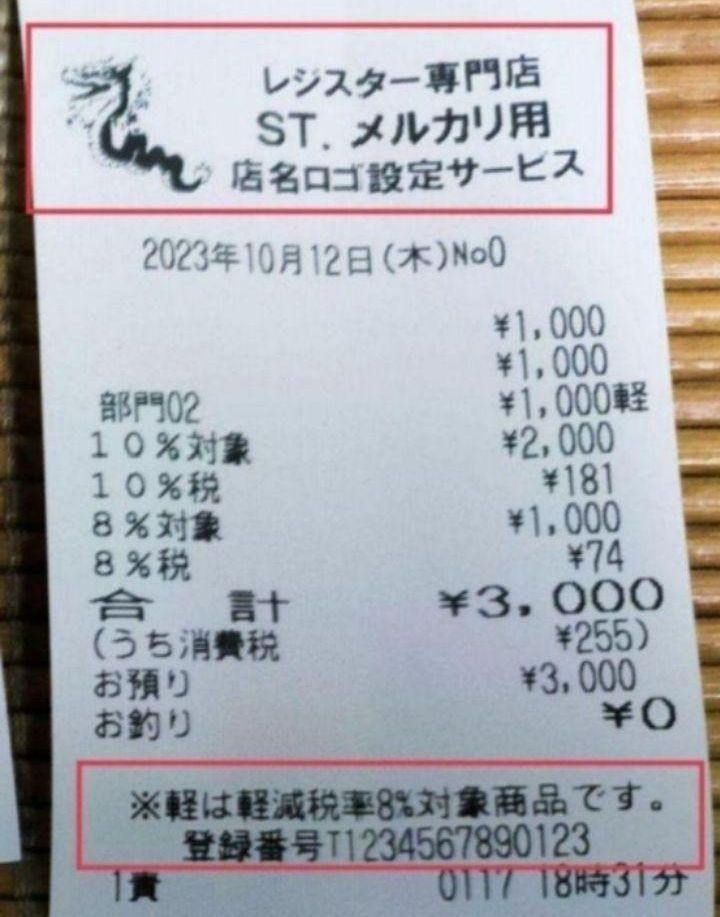 レジスター専門店
ST. メルカリ用
店名ロゴ設定サービス
2023年10月12日(木)No0
¥1,000
¥1,000
部門02 ¥1,000軽
10%対象 ¥2,000
10%税 ¥181
8%対象 ¥1,000
8%税 ¥74
合 計 ¥3,000
(うち消費税 ¥255)
お預り ¥3,000
お釣り ¥0
※軽は軽減税率8%対象商品です。
登録番号T1234567890123
1責 0117 18時31分